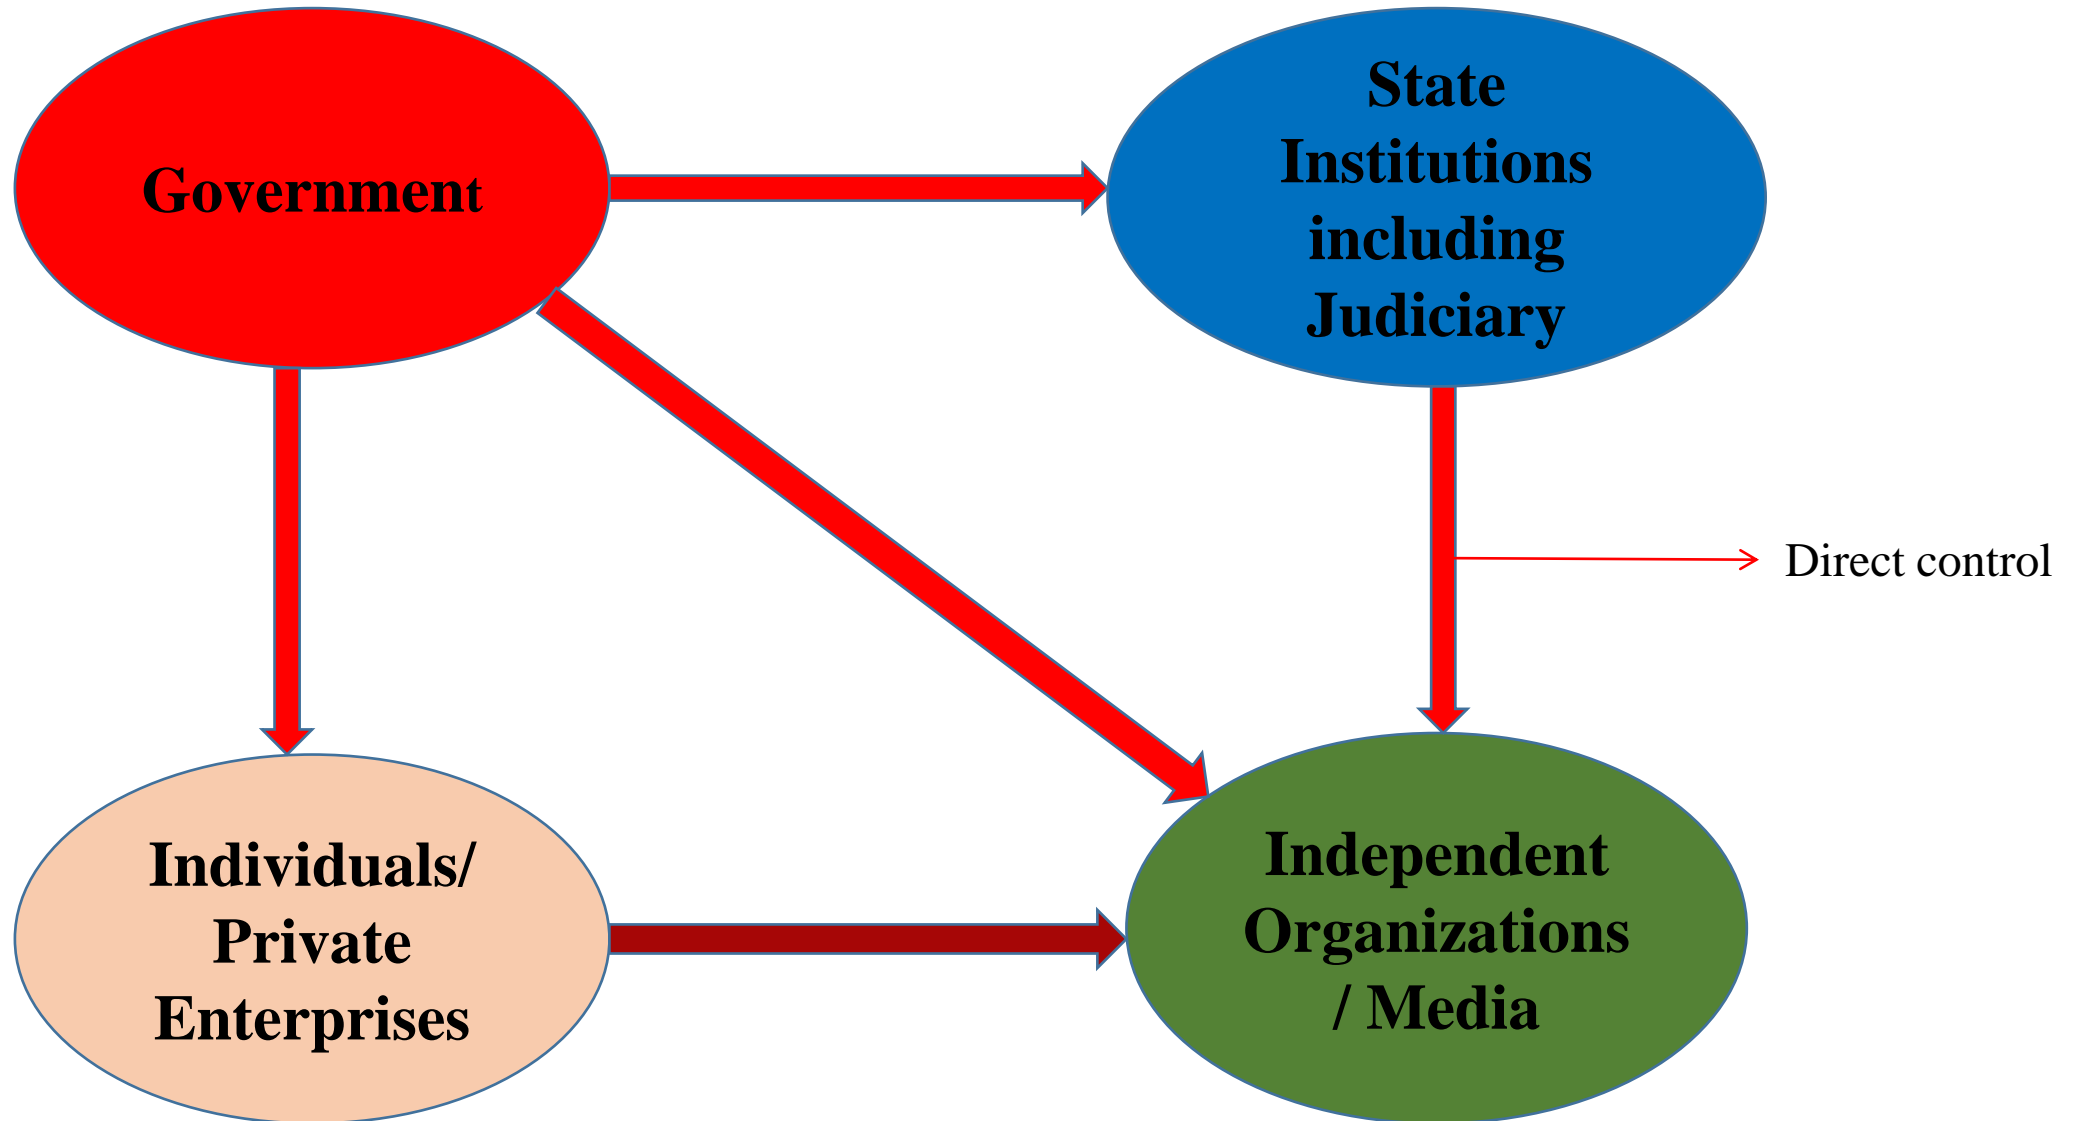 Government
State
Institutions
including
Judiciary
Direct control
Individuals/
Private
Enterprises
Independent
Organizations
/ Media